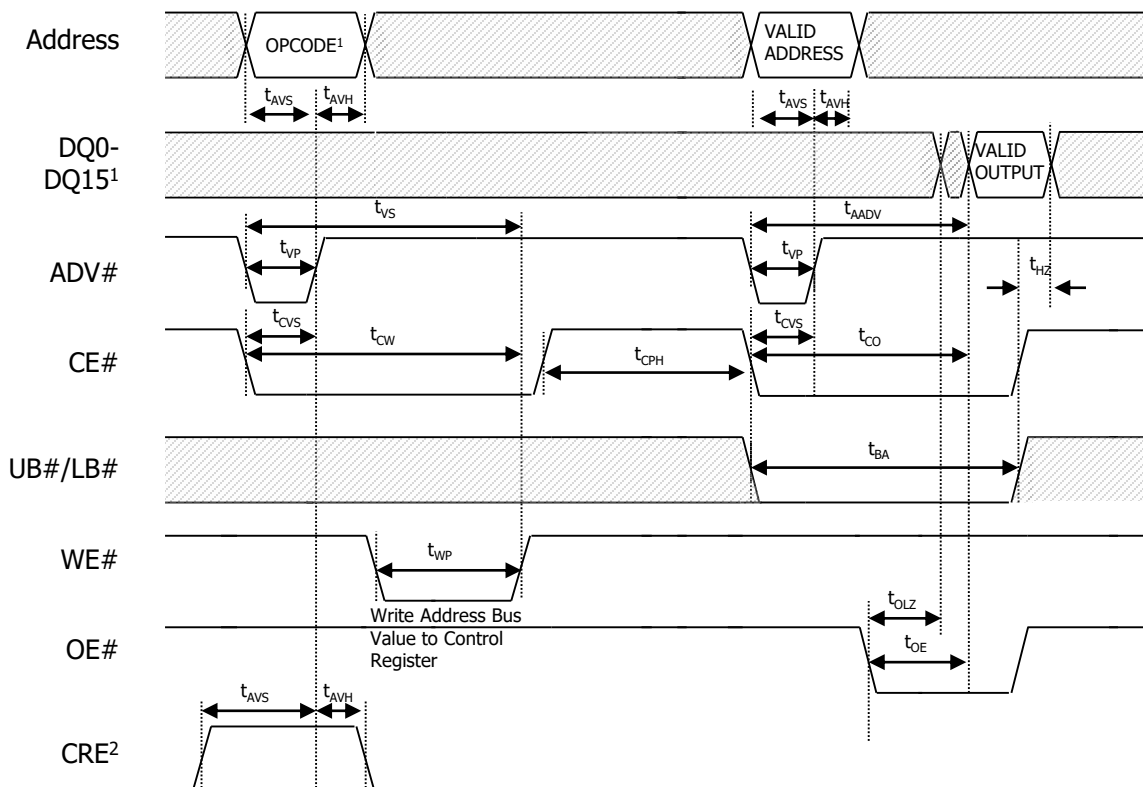 Address
OPCODE¹
VALID
ADDRESS
tAVS
tAVH
tAVS
tAVH
DQ0-
DQ15¹
VALID
OUTPUT
tVS
tAADV
ADV#
tVP
tVP
tHZ
CE#
tCVS
tCW
tCPH
tCVS
tCO
UB#/LB#
tBA
WE#
tWP
Write Address Bus
Value to Control
Register
tOLZ
OE#
tOE
tAVS
tAVH
CRE²